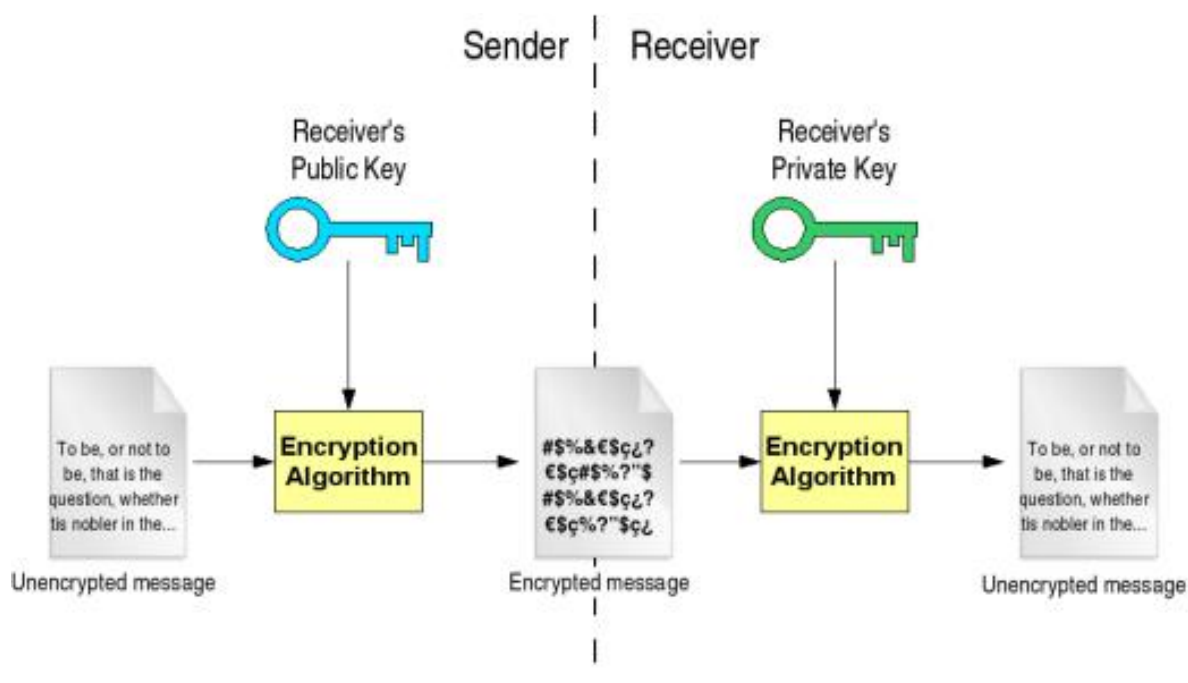 Sender
Receiver
Receiver's
Public Key
Receiver's
Private Key
To be, or not to
be, that is the
question, whether
tis nobler in the...
Unencrypted message
Encryption
Algorithm
#$%&€$ç¿?
€$ç#$%?"$
#$%&€$ç¿?
€$ç%?"$ç¿
Encrypted message
Encryption
Algorithm
To be, or not to
be, that is the
question, whether
tis nobler in the...
Unencrypted message